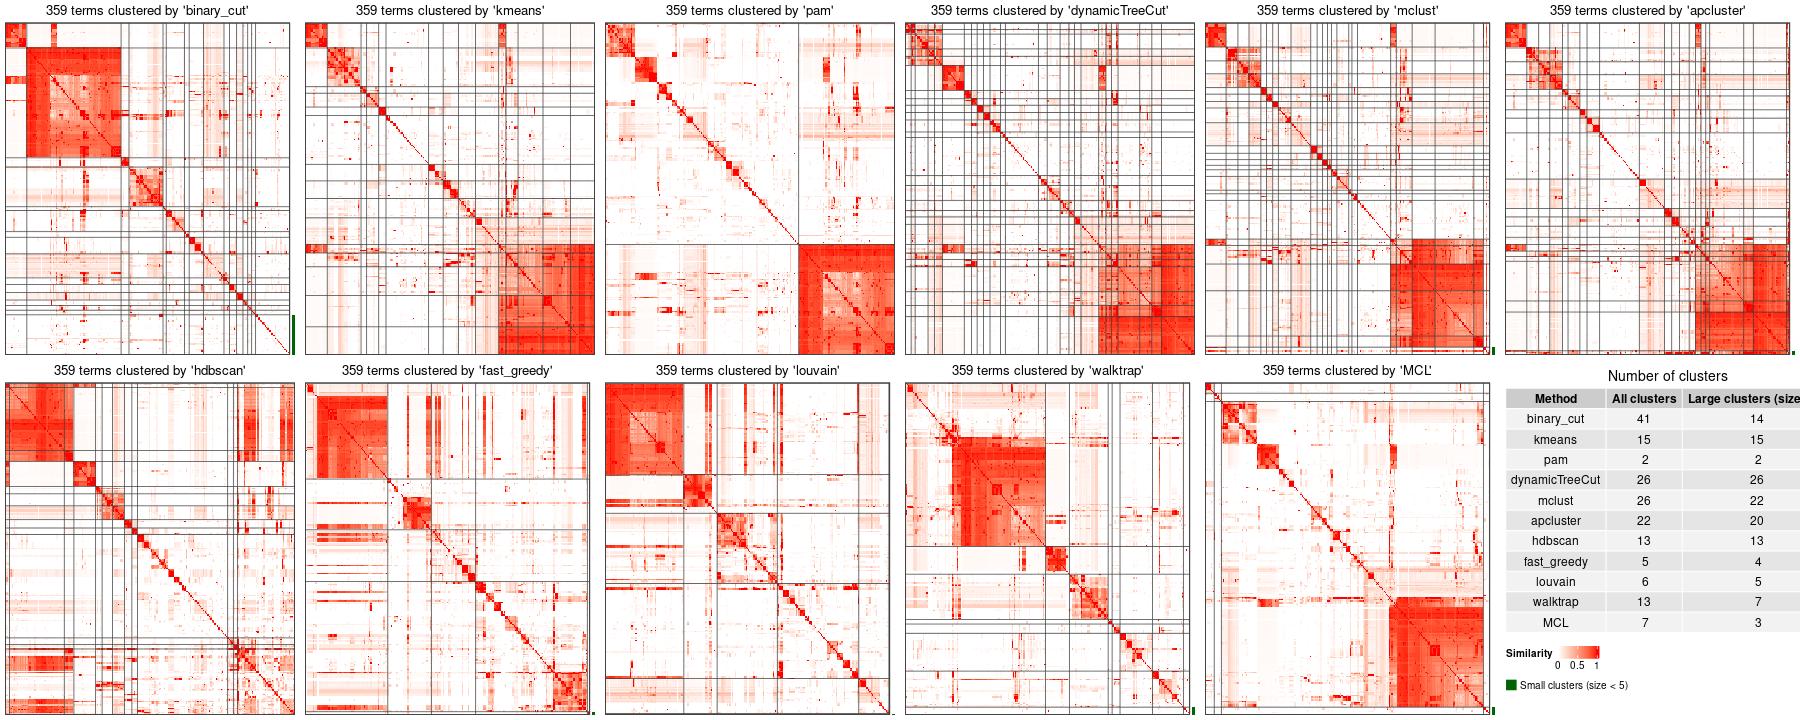 359 terms clustered by 'binary_cut'
359 terms clustered by 'kmeans'
359 terms clustered by 'pam'
359 terms clustered by 'dynamicTreeCut'
359 terms clustered by 'mclust'
359 terms clustered by 'apcluster'
359 terms clustered by 'hdbscan'
359 terms clustered by 'fast_greedy'
359 terms clustered by 'louvain'
359 terms clustered by 'walktrap'
359 terms clustered by 'MCL'
Number of clusters
Method All clusters Large clusters (size
binary_cut 41 14
kmeans 15 15
pam 2 2
dynamicTreeCut 26 26
mclust 26 22
apcluster 22 20
hdbscan 13 13
fast_greedy 5 4
louvain 6 5
walktrap 13 7
MCL 7 3
Similarity
0 0.5 1
Small clusters (size < 5)